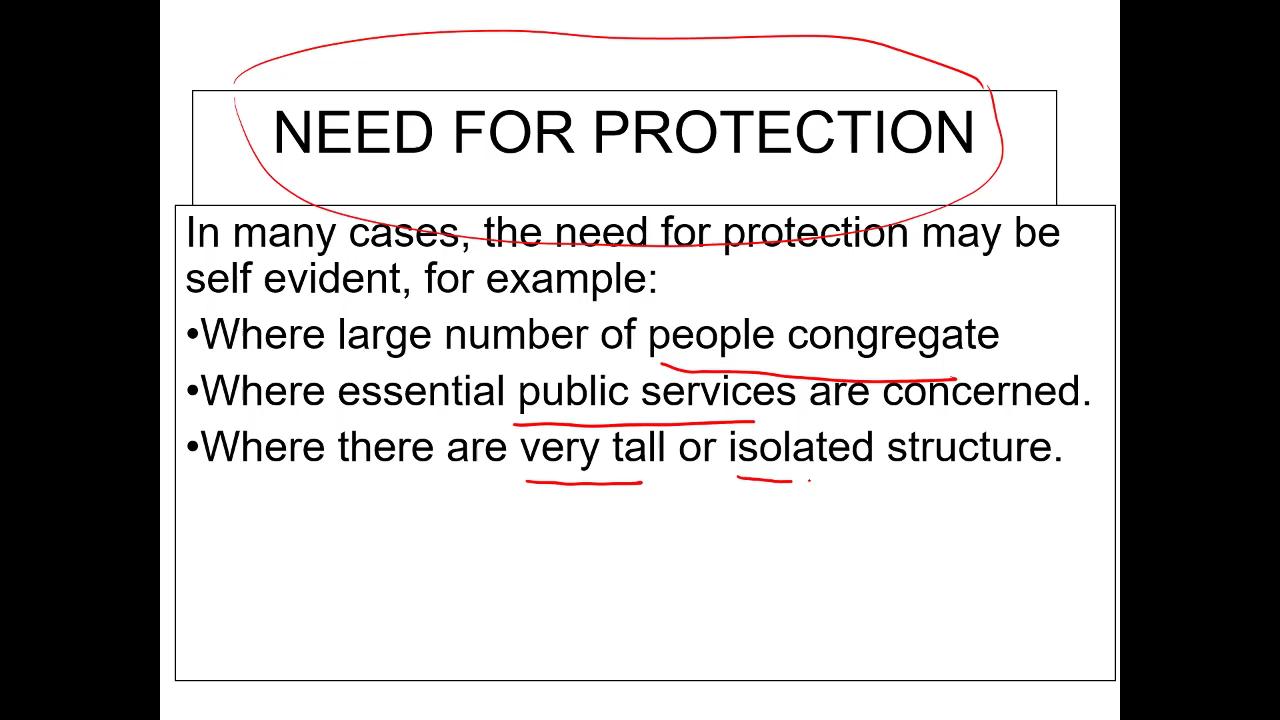 NEED FOR PROTECTION
In many cases, the need for protection may be
self evident, for example:
•Where large number of people congregate
•Where essential public services are concerned.
•Where there are very tall or isolated structure.